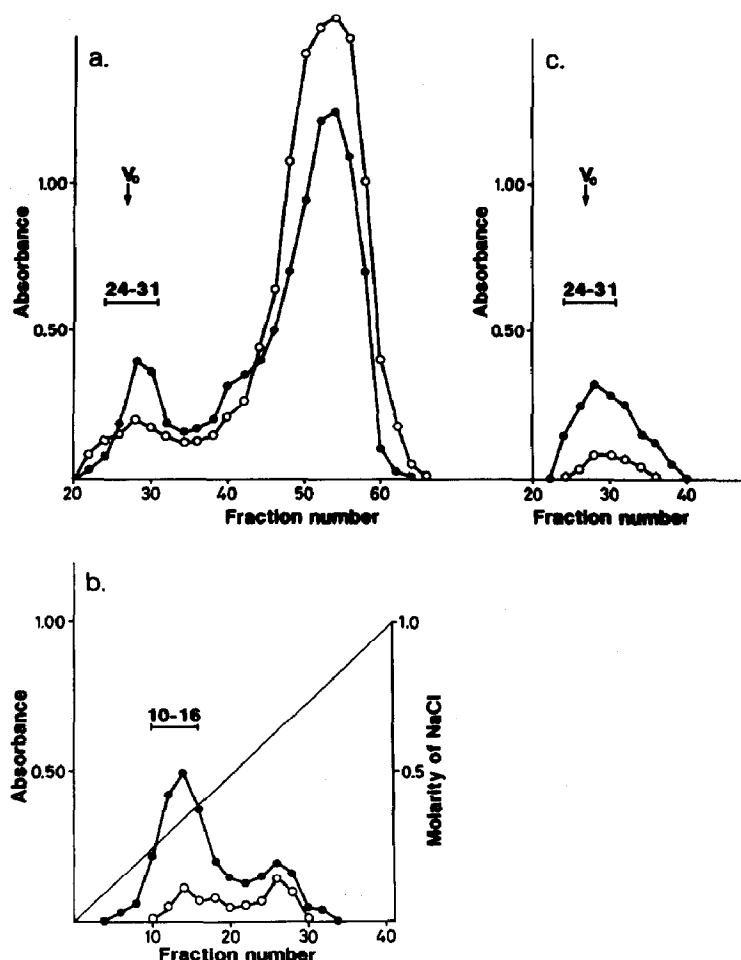 a.
Absorbance
1.00
0.50
V₀
24-31
20
30
40
50
60
Fraction number
c.
Absorbance
1.00
0.50
V₀
24-31
20
30
40
Fraction number
b.
Absorbance
1.00
0.50
10-16
1.0
0.5
Molarity of NaCl
10
20
30
40
Fraction number